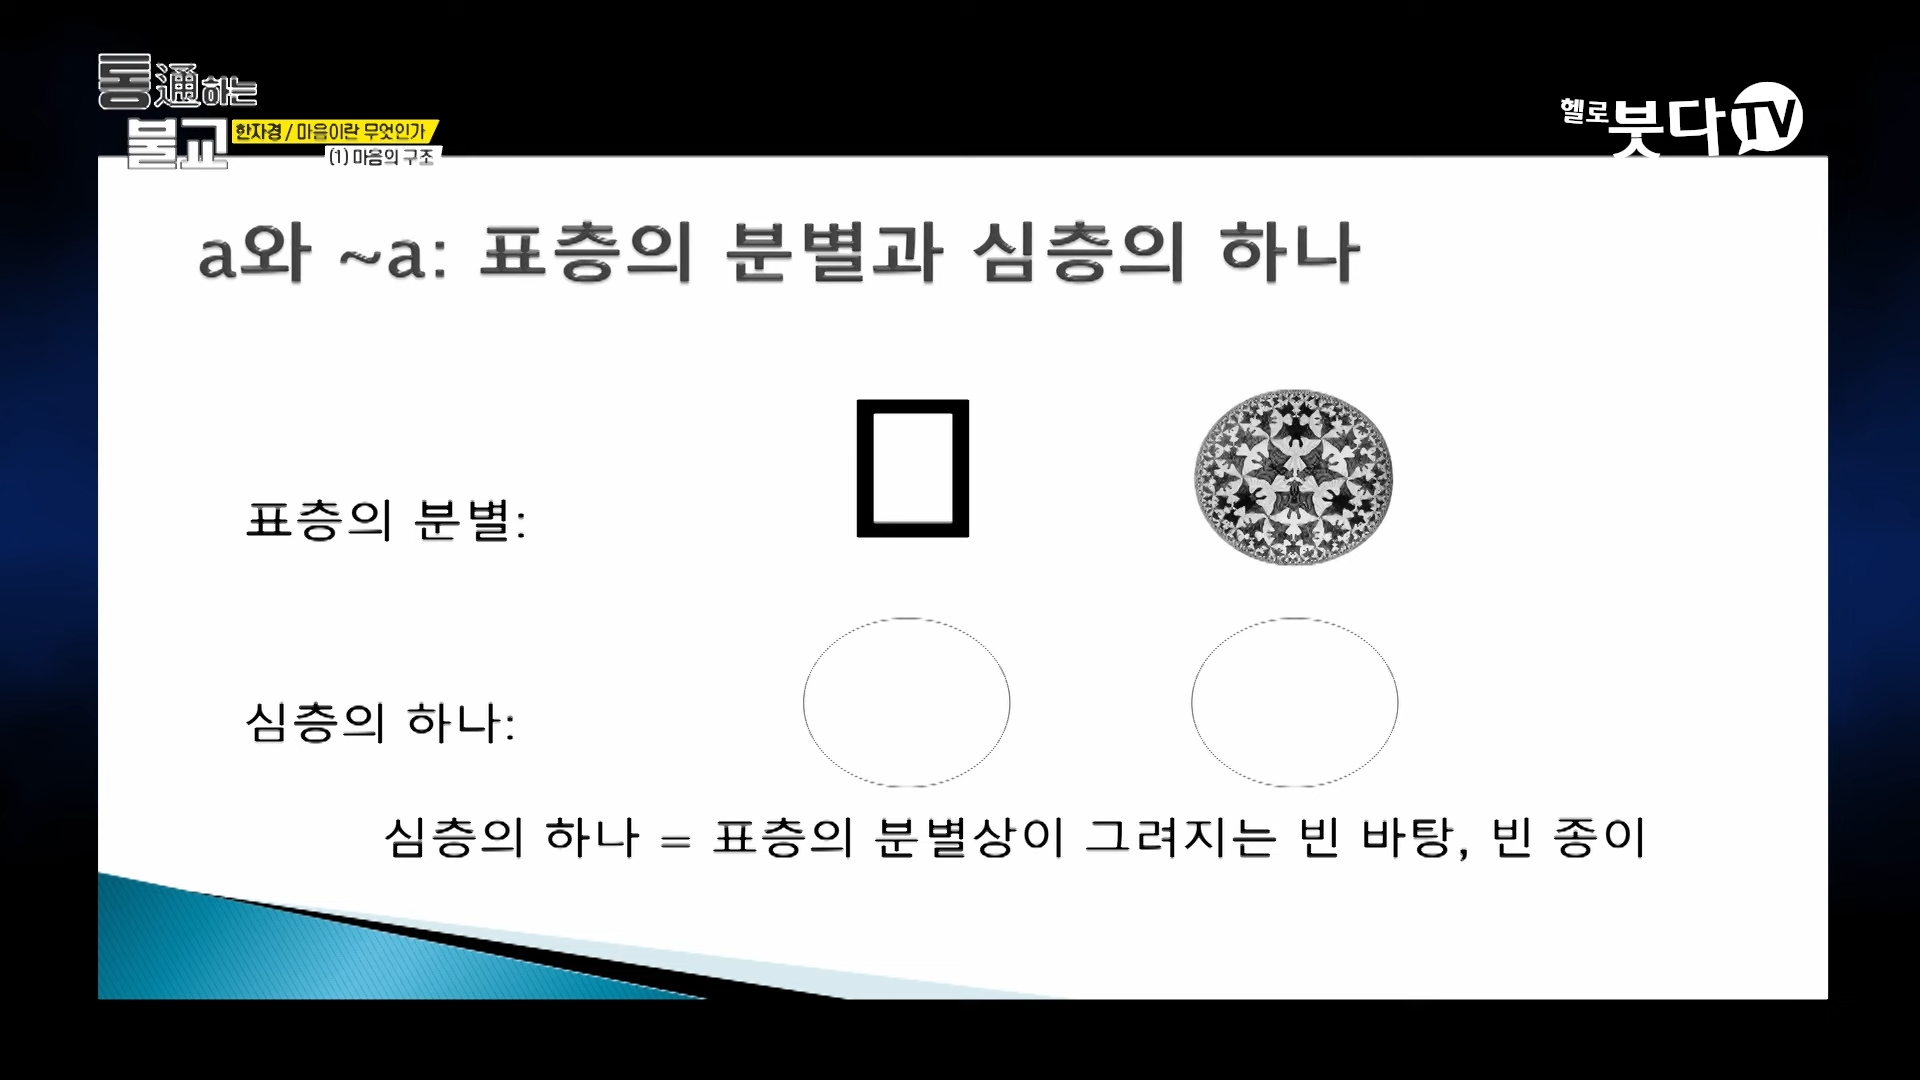 통通하는
불교
한자경 / 마음이란 무엇인가
(1) 마음의 구조
헬로붓다TV
a와 ~a: 표층의 분별과 심층의 하나
표층의 분별:
심층의 하나:
심층의 하나 = 표층의 분별상이 그려지는 빈 바탕, 빈 종이